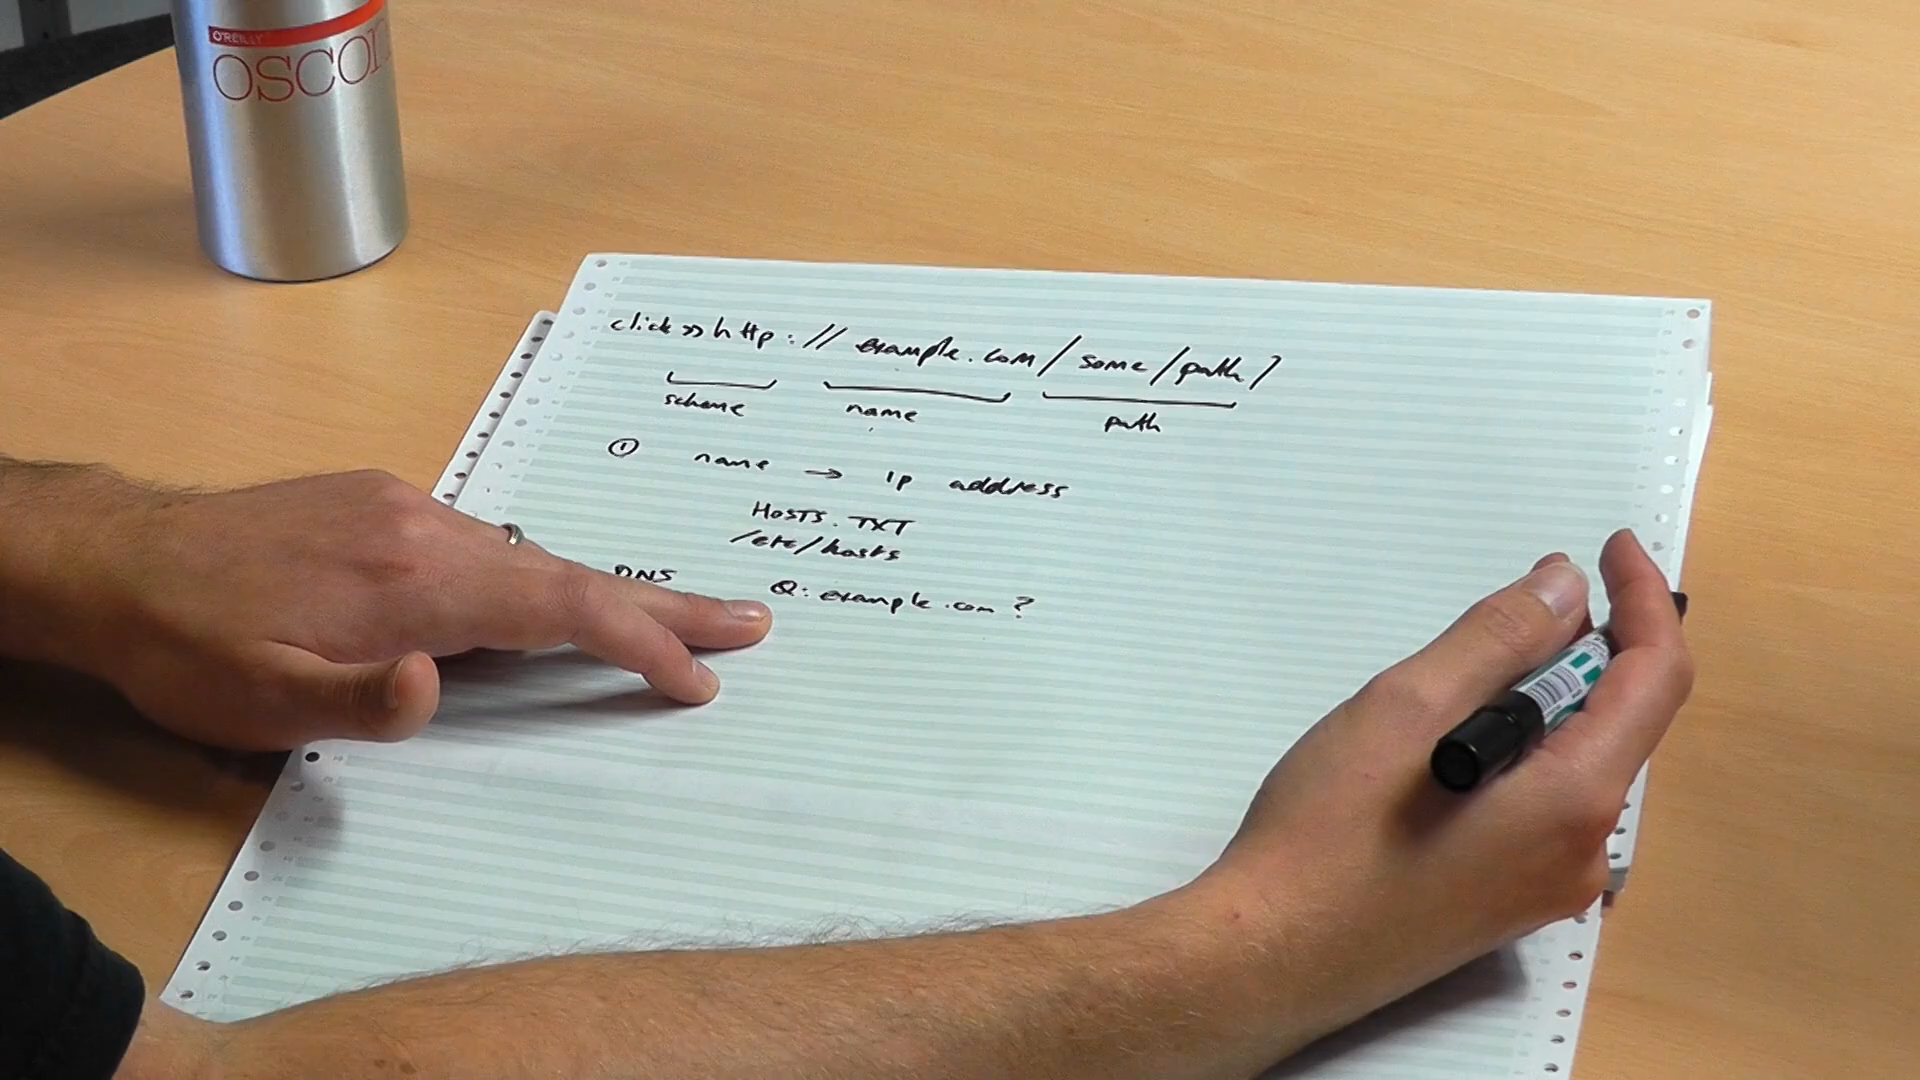 O'REILLY
OSCON
click >> http://example.com/some/path/
scheme name path
① name → ip address
HOSTS.TXT
/etc/hosts
DNS Q: example.com ?